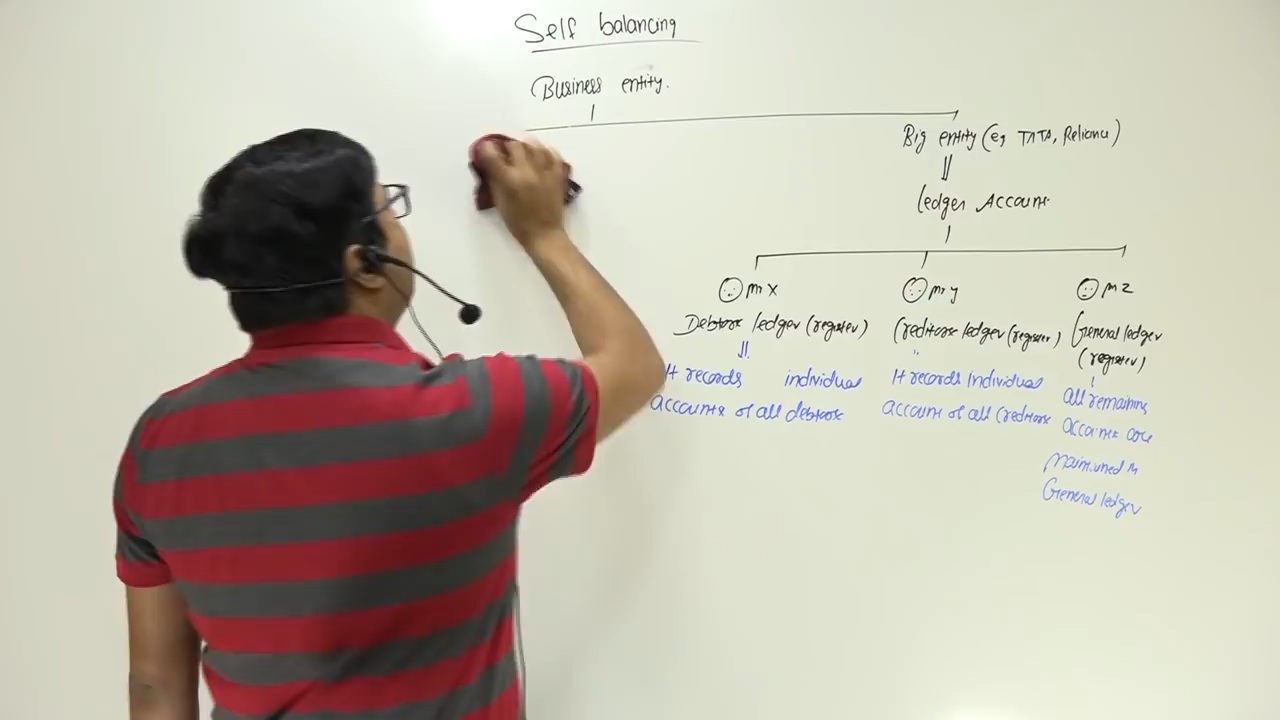 Self balancing
Business entity.
Big entity (eg TATA, Reliance)
Ledger Account
Mr X
Mr y
Mr Z
Debtors ledger (register)
Creditors ledger (register)
General ledger
(register)
It records individual
accounts of all debtors
It records Individual
account of all Creditors
All remaining
accounts are
maintained in
General ledger